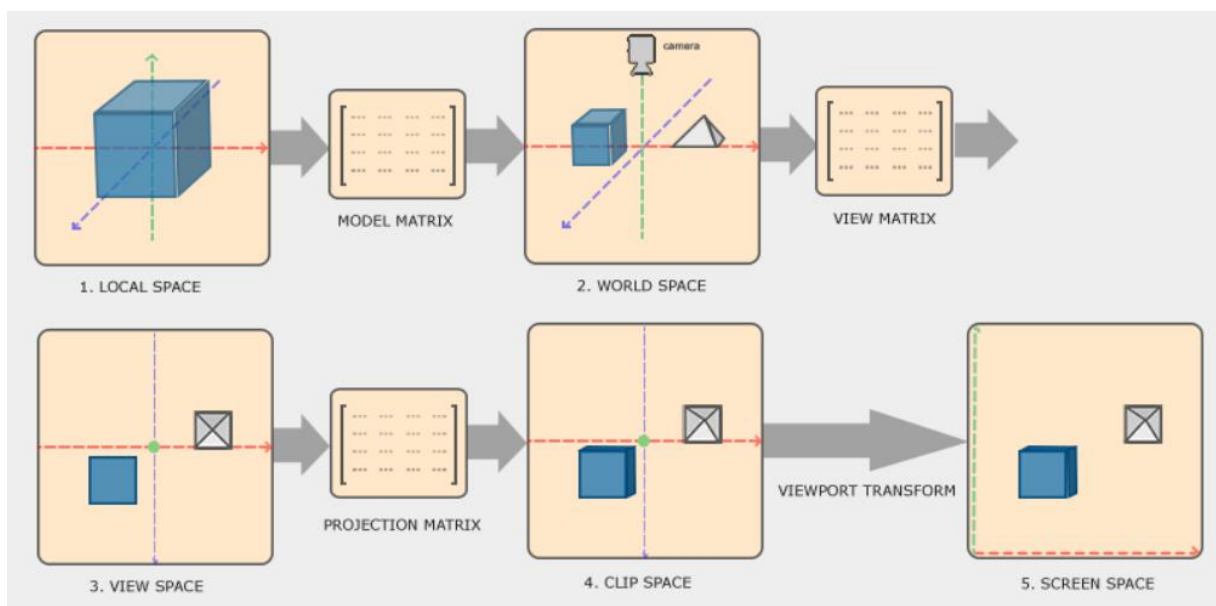 camera
MODEL MATRIX
VIEW MATRIX
1. LOCAL SPACE
2. WORLD SPACE
PROJECTION MATRIX
VIEWPORT TRANSFORM
3. VIEW SPACE
4. CLIP SPACE
5. SCREEN SPACE